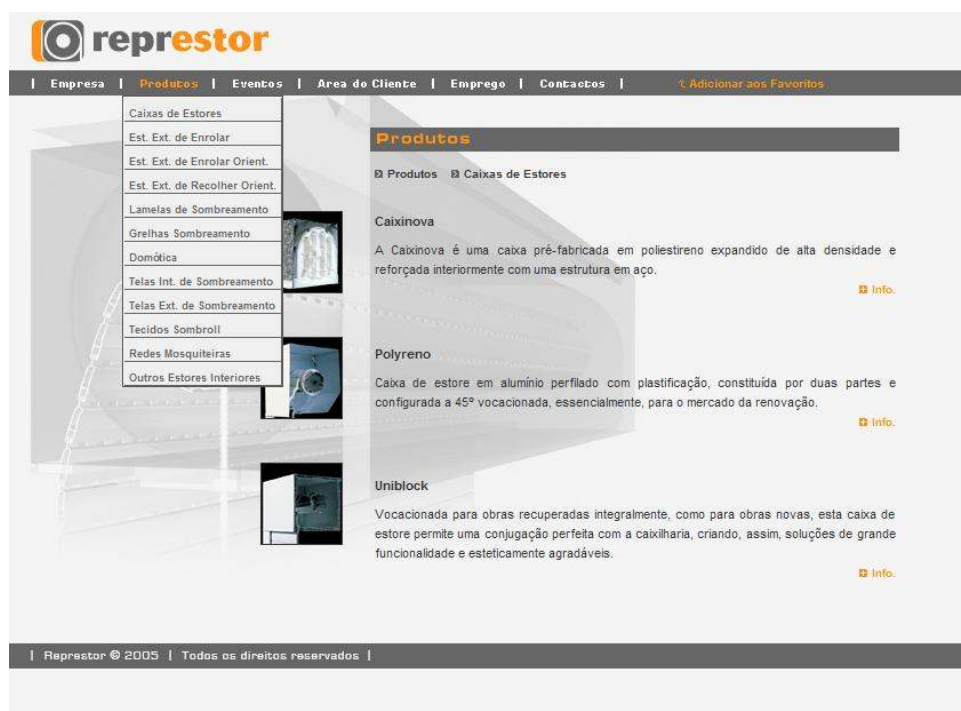 represtor
| Empresa | Produtos | Eventos | Area do Cliente | Emprego | Contactos | Adicionar aos Favoritos
Caixas de Estores
Est. Ext. de Enrolar
Est. Ext. de Enrolar Orient.
Est. Ext. de Recolher Orient.
Lamelas de Sombreamento
Grelhas Sombreamento
Domótica
Telas Int. de Sombreamento
Telas Ext. de Sombreamento
Tecidos Sombroll
Redes Mosquiteiras
Outros Estores Interiores
Produtos
Produtos Caixas de Estores
Caixinova
A Caixinova é uma caixa pré-fabricada em poliestireno expandido de alta densidade e
reforçada interiormente com uma estrutura em aço.
Info.
Polyreno
Caixa de estore em alumínio perfilado com plastificação, constituída por duas partes e
configurada a 45º vocacionada, essencialmente, para o mercado da renovação.
Info.
Uniblock
Vocacionada para obras recuperadas integralmente, como para obras novas, esta caixa de
estore permite uma conjugação perfeita com a caixilharia, criando, assim, soluções de grande
funcionalidade e esteticamente agradáveis.
Info.
| Represtor © 2005 | Todos os direitos reservados |